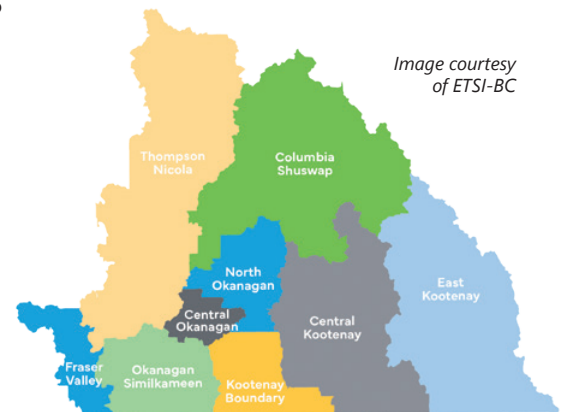 Image courtesy
of ETSI-BC
Thompson
Nicola
Columbia
Shuswap
North
Okanagan
East
Kootenay
Central
Okanagan
Central
Kootenay
Fraser
Valley
Okanagan
Similkameen
Kootenay
Boundary